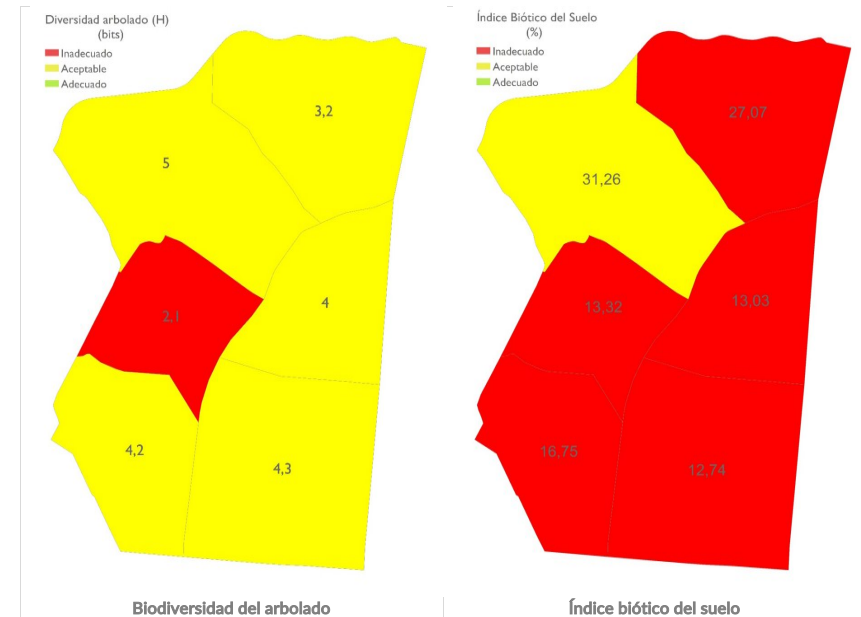 Diversidad arbolado (H)
(bits)
Inadecuado
Aceptable
Adecuado
3,2
5
2,1
4
4,2
4,3
Biodiversidad del arbolado
Índice Biótico del Suelo
(%)
Inadecuado
Aceptable
Adecuado
27,07
31,26
13,32
13,03
16,75
12,74
Índice biótico del suelo